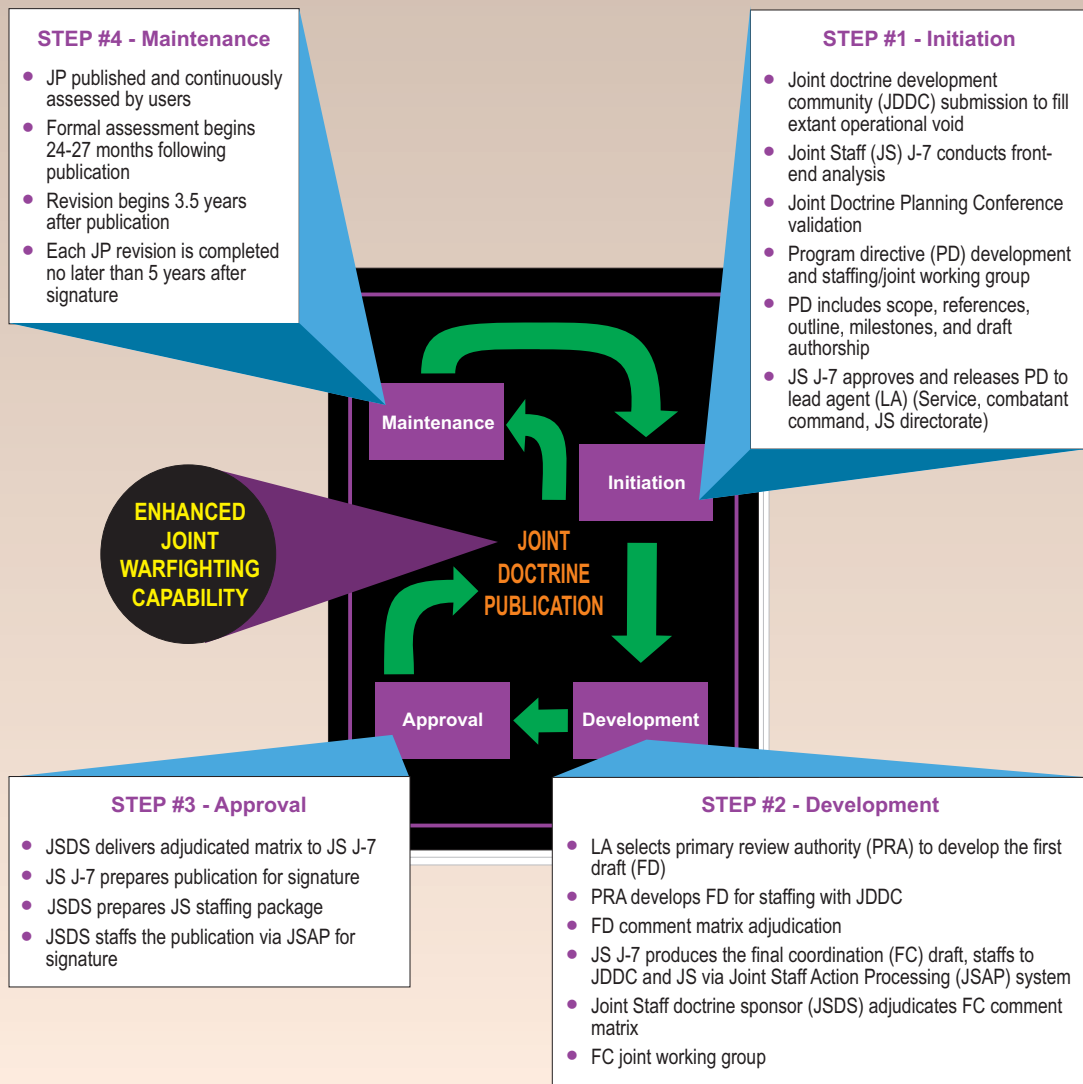 STEP #4 - Maintenance
• JP published and continuously
assessed by users
• Formal assessment begins
24-27 months following
publication
• Revision begins 3.5 years
after publication
• Each JP revision is completed
no later than 5 years after
signature
STEP #1 - Initiation
• Joint doctrine development
community (JDDC) submission to fill
extant operational void
• Joint Staff (JS) J-7 conducts front-
end analysis
• Joint Doctrine Planning Conference
validation
• Program directive (PD) development
and staffing/joint working group
• PD includes scope, references,
outline, milestones, and draft
authorship
• JS J-7 approves and releases PD to
lead agent (LA) (Service, combatant
command, JS directorate)
Maintenance
Initiation
ENHANCED
JOINT
WARFIGHTING
CAPABILITY
JOINT
DOCTRINE
PUBLICATION
Approval
Development
STEP #3 - Approval
• JSDS delivers adjudicated matrix to JS J-7
• JS J-7 prepares publication for signature
• JSDS prepares JS staffing package
• JSDS staffs the publication via JSAP for
signature
STEP #2 - Development
• LA selects primary review authority (PRA) to develop the first
draft (FD)
• PRA develops FD for staffing with JDDC
• FD comment matrix adjudication
• JS J-7 produces the final coordination (FC) draft, staffs to
JDDC and JS via Joint Staff Action Processing (JSAP) system
• Joint Staff doctrine sponsor (JSDS) adjudicates FC comment
matrix
• FC joint working group